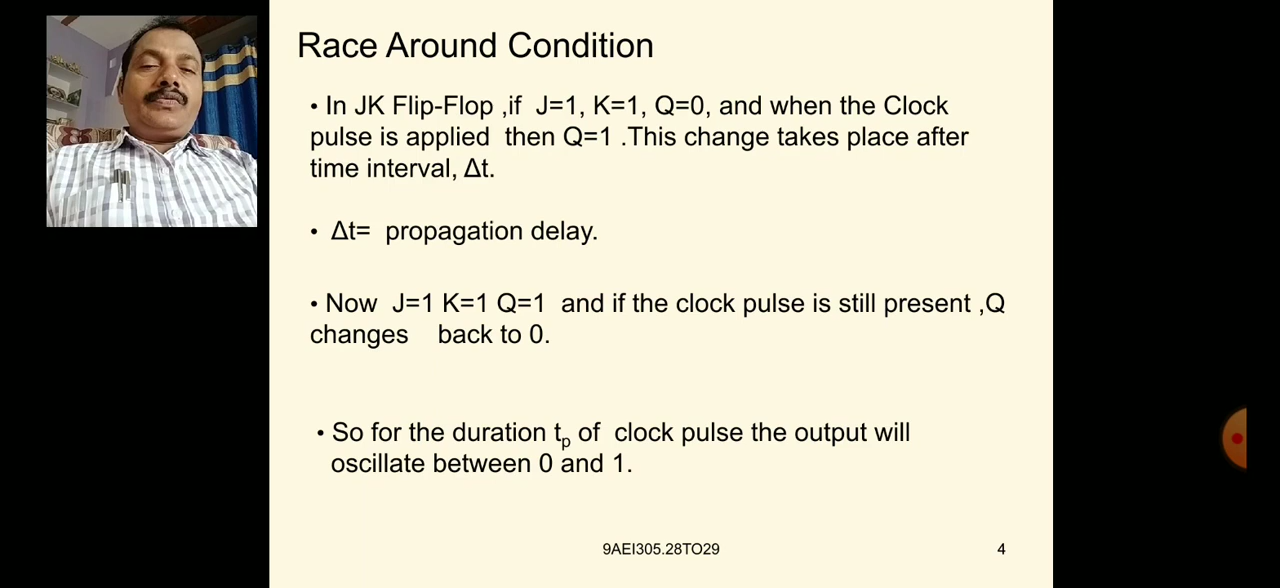 Race Around Condition
• In JK Flip-Flop ,if J=1, K=1, Q=0, and when the Clock
pulse is applied then Q=1 .This change takes place after
time interval, Δt.
• Δt= propagation delay.
• Now J=1 K=1 Q=1 and if the clock pulse is still present ,Q
changes back to 0.
• So for the duration tp of clock pulse the output will
oscillate between 0 and 1.
9AEI305.28TO29
4